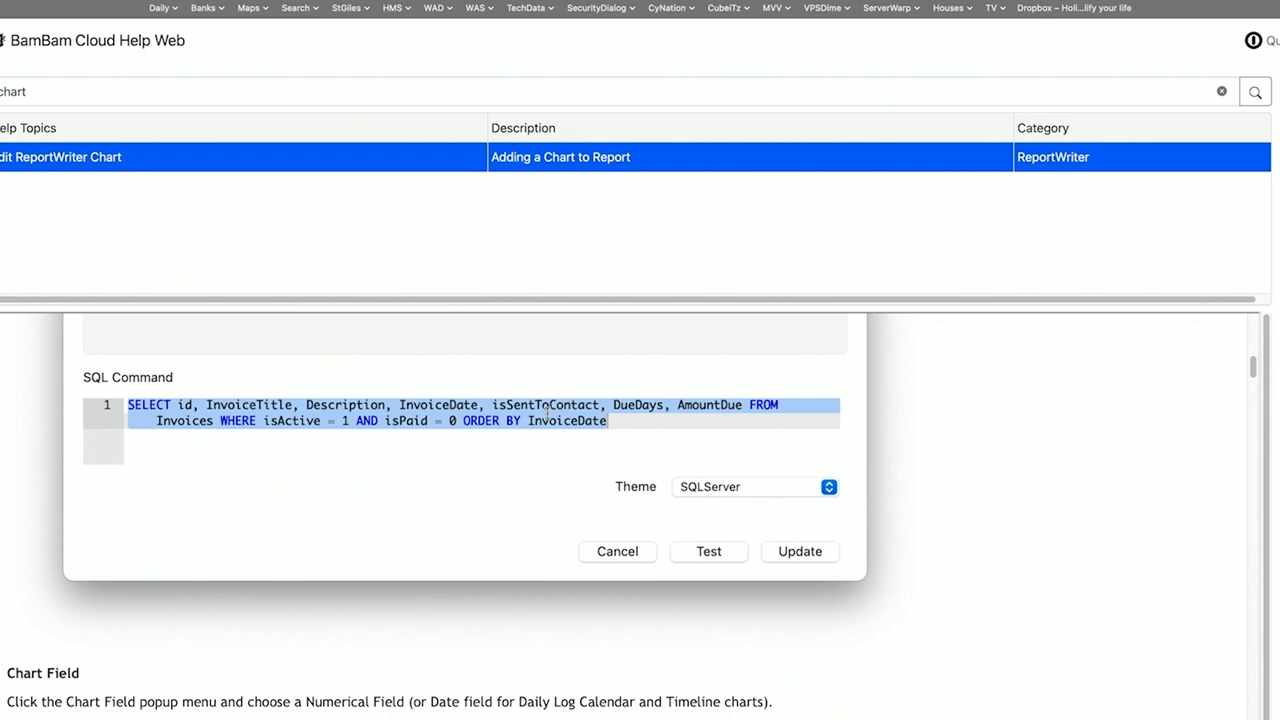 Daily Banks Maps Search StGiles HMS WAD WAS TechData SecurityDialog CyNation CubeiTz MVV VPSDime ServerWarp Houses TV Dropbox – Holi...lify your life
BamBam Cloud Help Web
Qu
chart
elp Topics Description Category
dit ReportWriter Chart Adding a Chart to Report ReportWriter
SQL Command
1 SELECT id, InvoiceTitle, Description, InvoiceDate, isSentToContact, DueDays, AmountDue FROM
Invoices WHERE isActive = 1 AND isPaid = 0 ORDER BY InvoiceDate
Theme SQLServer
Cancel Test Update
Chart Field
Click the Chart Field popup menu and choose a Numerical Field (or Date field for Daily Log Calendar and Timeline charts).